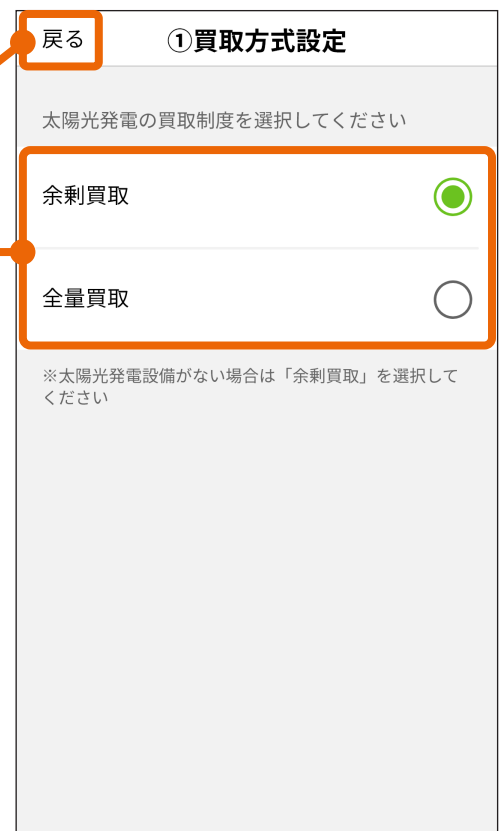 戻る ①買取方式設定
太陽光発電の買取制度を選択してください
余剰買取
全量買取
※太陽光発電設備がない場合は「余剰買取」を選択して
ください